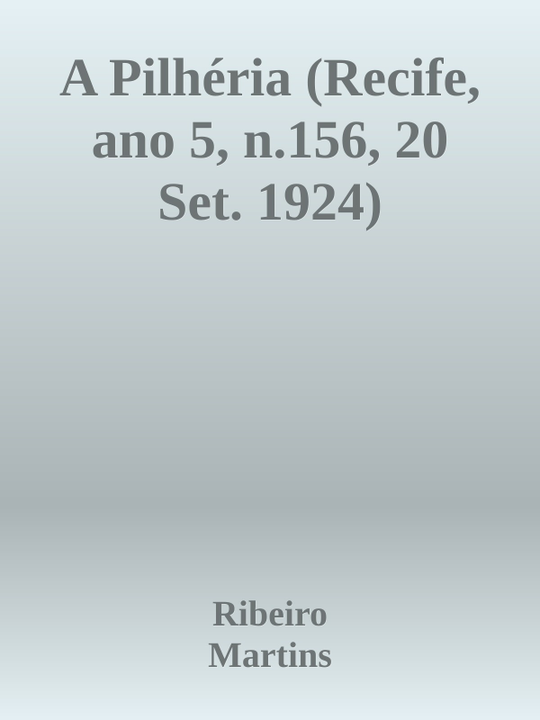 A Pilhéria (Recife,
ano 5, n.156, 20
Set. 1924)
Ribeiro
Martins